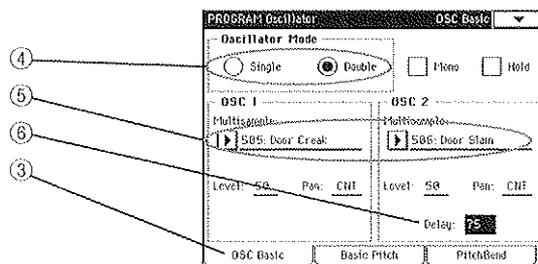 PROGRAM Oscillator OSC Basic
④ Oscillator Mode
Single Double Mono Hold
⑤ OSC 1 OSC 2
Multisample Multisample
⑥ 505: Door Creak 506: Door Slam
③ Level: 50 Pan: CNT Level: 50 Pan: CNT
Delay: 75
OSC Basic Basic Pitch PitchBend